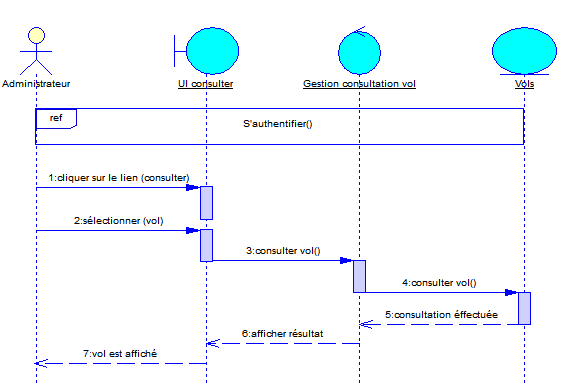 Administrateur
UI consulter
Gestion consultation vol
Vols
ref
S'authentifier()
1:cliquer sur le lien (consulter)
2:sélectionner (vol)
3:consulter vol()
4:consulter vol()
5:consultation éffectuée
6:afficher résultat
7:vol est affiché